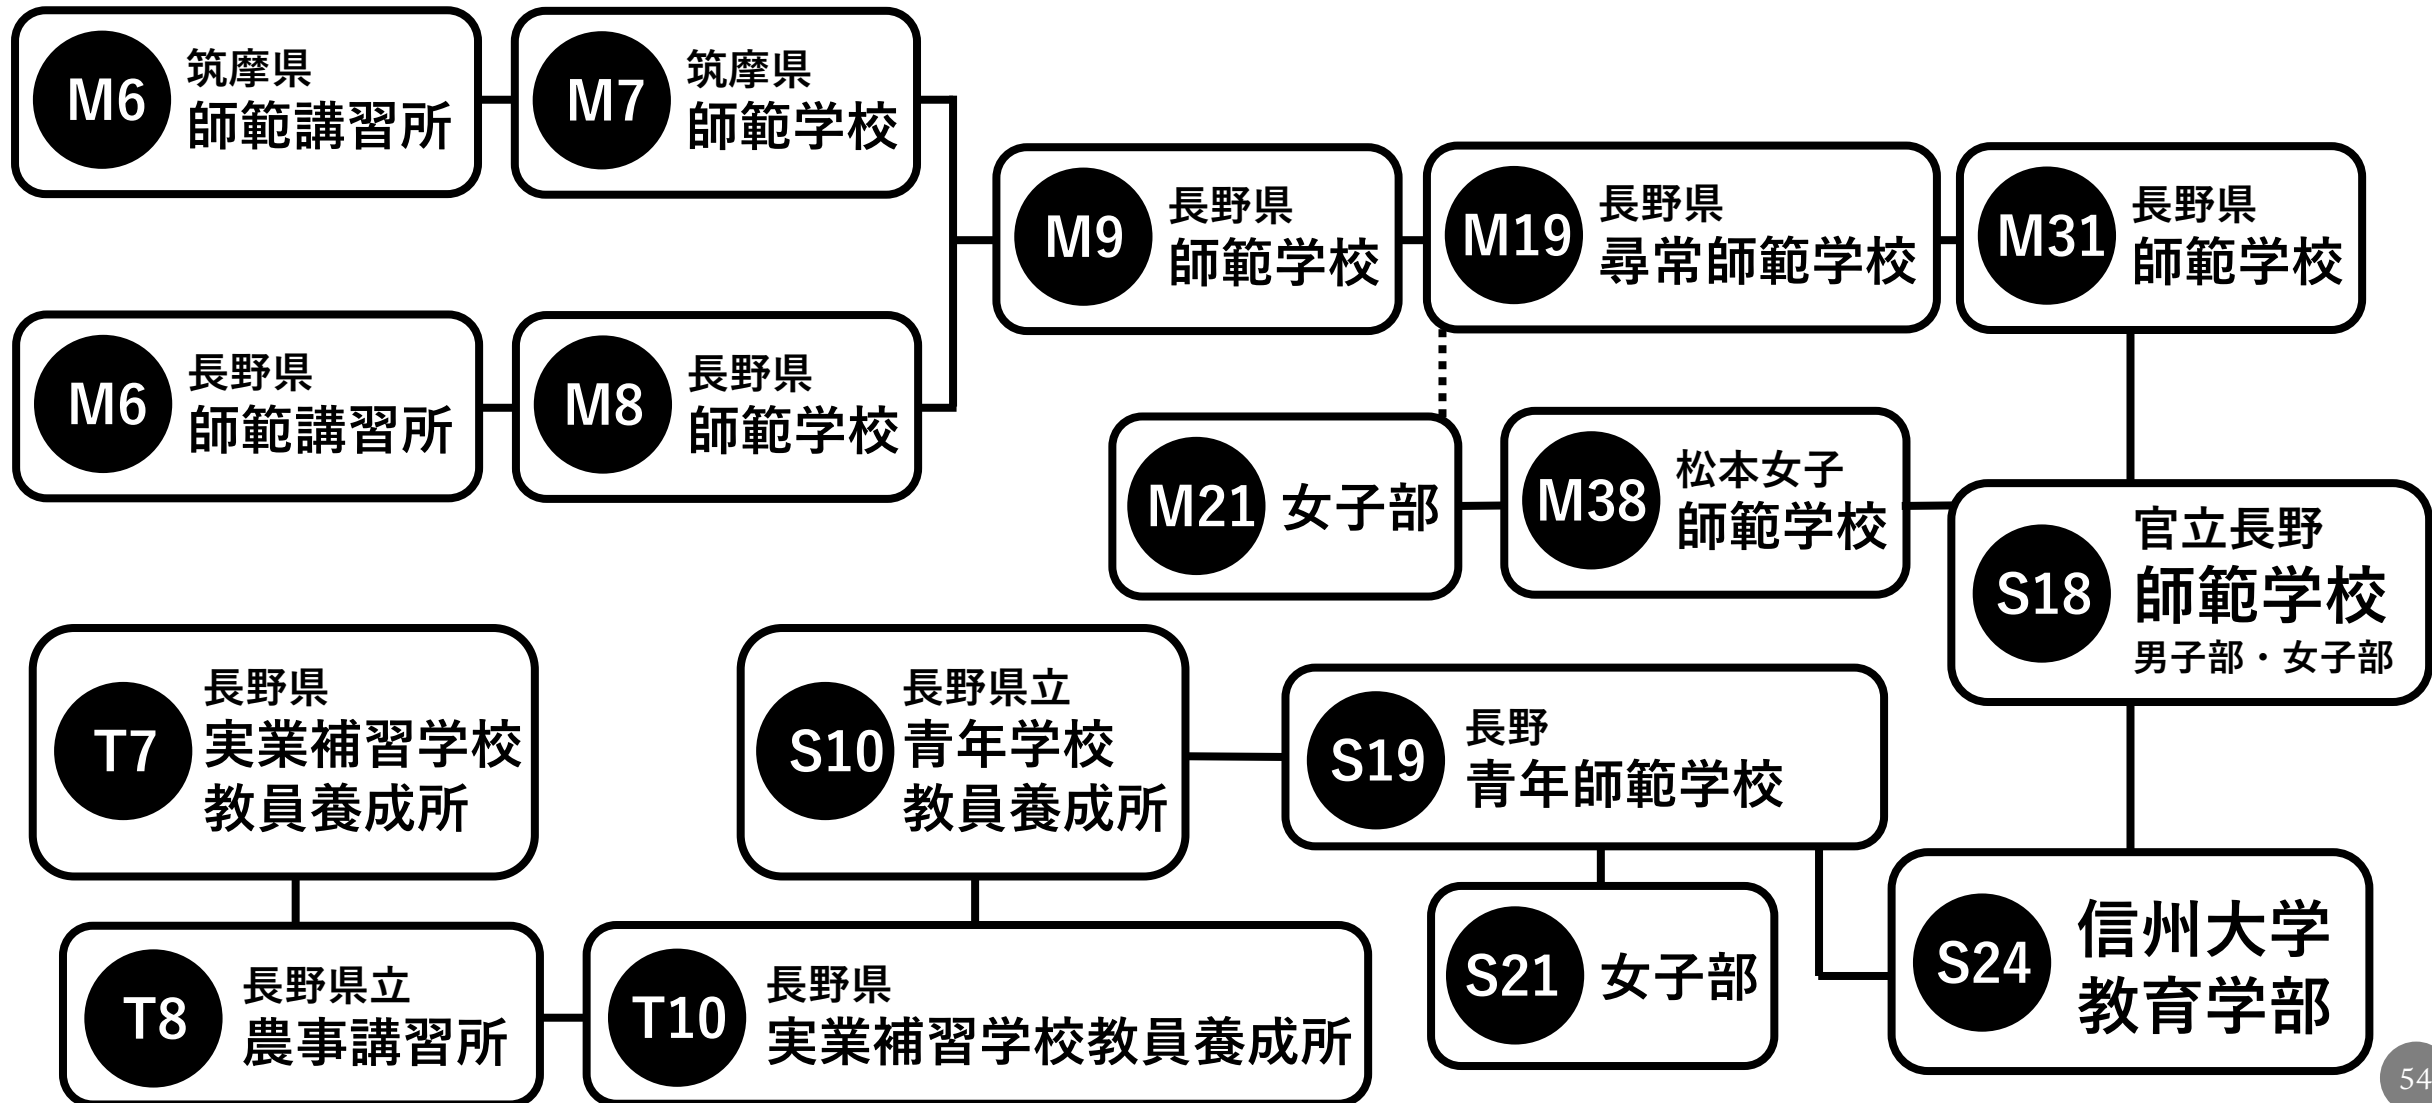 M6
筑摩県
師範講習所
M7
筑摩県
師範学校
M6
長野県
師範講習所
M8
長野県
師範学校
M9
長野県
師範学校
M19
長野県
尋常師範学校
M31
長野県
師範学校
M21
女子部
M38
松本女子
師範学校
S18
官立長野
師範学校
男子部・女子部
T7
長野県
実業補習学校
教員養成所
T8
長野県立
農事講習所
T10
長野県
実業補習学校教員養成所
S10
長野県立
青年学校
教員養成所
S19
長野
青年師範学校
S21
女子部
S24
信州大学
教育学部
54